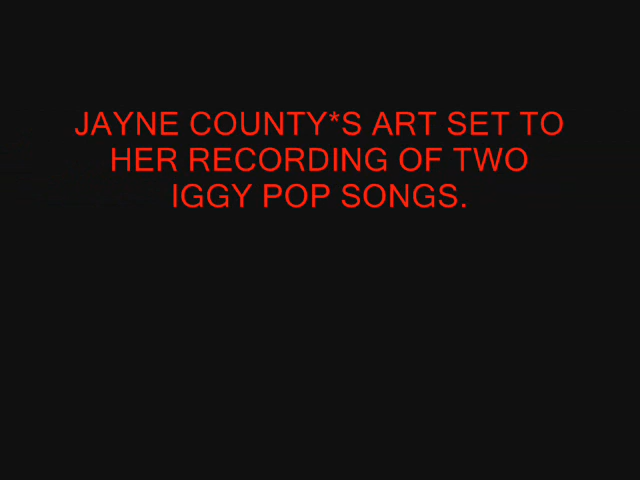 JAYNE COUNTY*S ART SET TO
HER RECORDING OF TWO
IGGY POP SONGS.